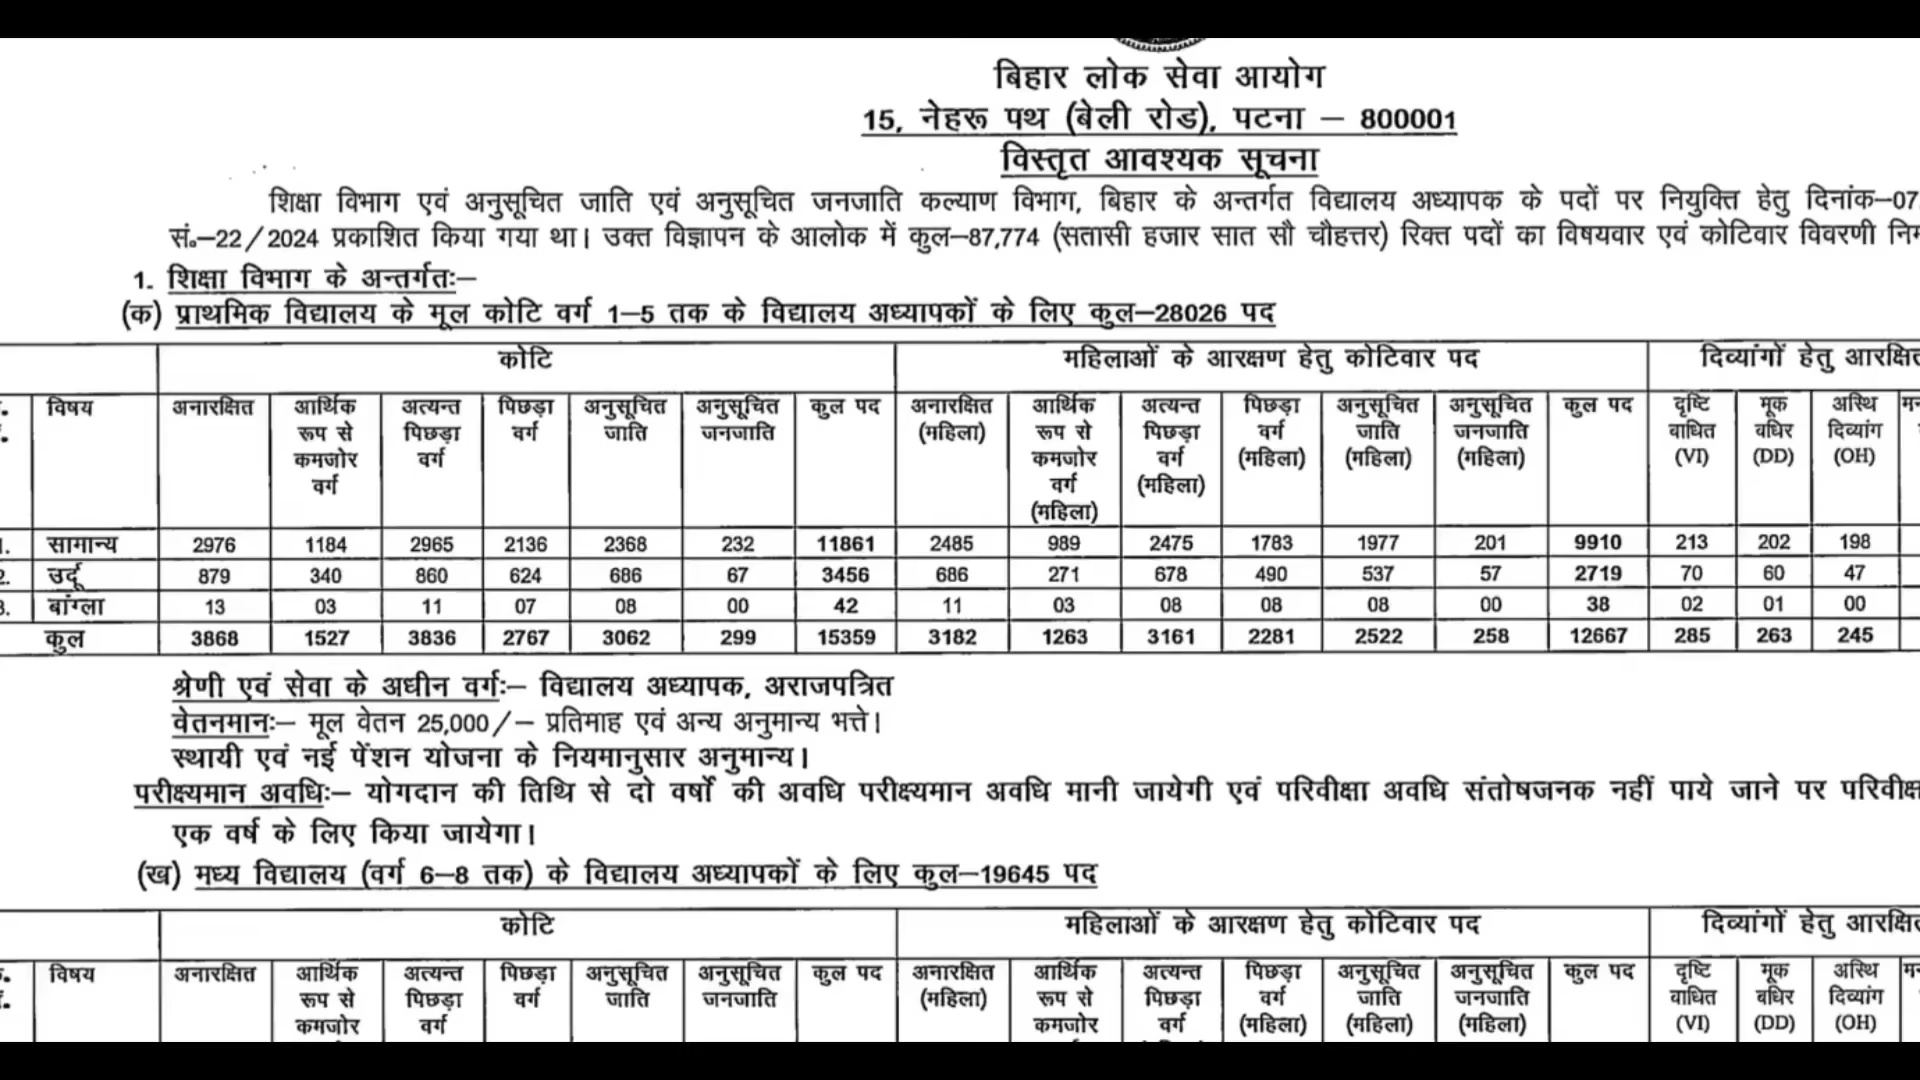 बिहार लोक सेवा आयोग
15, नेहरू पथ (बेली रोड), पटना – 800001
विस्तृत आवश्यक सूचना
शिक्षा विभाग एवं अनुसूचित जाति एवं अनुसूचित जनजाति कल्याण विभाग, बिहार के अन्तर्गत विद्यालय अध्यापक के पदों पर नियुक्ति हेतु दिनांक–07
सं०–22/2024 प्रकाशित किया गया था। उक्त विज्ञापन के आलोक में कुल–87,774 (सतासी हजार सात सौ चौहत्तर) रिक्त पदों का विषयवार एवं कोटिवार विवरणी
1. शिक्षा विभाग के अन्तर्गतः–
(क) प्राथमिक विद्यालय के मूल कोटि वर्ग 1–5 तक के विद्यालय अध्यापकों के लिए कुल–28026 पद
कोटि महिलाओं के आरक्षण हेतु कोटिवार पद दिव्यांगों हेतु आरक्षित
विषय अनारक्षित आर्थिक अत्यन्त पिछड़ा अनुसूचित अनुसूचित कुल पद अनारक्षित आर्थिक अत्यन्त पिछड़ा अनुसूचित अनुसूचित कुल पद दृष्टि मूक अस्थि
रूप से पिछड़ा वर्ग जाति जनजाति (महिला) रूप से पिछड़ा वर्ग जाति जनजाति वाधित वधिर दिव्यांग
कमजोर वर्ग कमजोर वर्ग (महिला) (महिला) (महिला) (VI) (DD) (OH)
वर्ग वर्ग (महिला)
(महिला)
सामान्य 2976 1184 2965 2136 2368 232 11861 2485 989 2475 1783 1977 201 9910 213 202 198
उर्दू 879 340 860 624 686 67 3456 686 271 678 490 537 57 2719 70 60 47
बांग्ला 13 03 11 07 08 00 42 11 03 08 08 08 00 38 02 01 00
कुल 3868 1527 3836 2767 3062 299 15359 3182 1263 3161 2281 2522 258 12667 285 263 245
श्रेणी एवं सेवा के अधीन वर्गः– विद्यालय अध्यापक, अराजपत्रित
वेतनमानः– मूल वेतन 25,000/– प्रतिमाह एवं अन्य अनुमान्य भत्ते।
स्थायी एवं नई पेंशन योजना के नियमानुसार अनुमान्य।
परीक्ष्यमान अवधिः– योगदान की तिथि से दो वर्षों की अवधि परीक्ष्यमान अवधि मानी जायेगी एवं परिवीक्षा अवधि संतोषजनक नहीं पाये जाने पर
एक वर्ष के लिए किया जायेगा।
(ख) मध्य विद्यालय (वर्ग 6–8 तक) के विद्यालय अध्यापकों के लिए कुल–19645 पद
कोटि महिलाओं के आरक्षण हेतु कोटिवार पद दिव्यांगों हेतु आरक्षित
विषय अनारक्षित आर्थिक अत्यन्त पिछड़ा अनुसूचित अनुसूचित कुल पद अनारक्षित आर्थिक अत्यन्त पिछड़ा अनुसूचित अनुसूचित कुल पद दृष्टि मूक अस्थि
रूप से पिछड़ा वर्ग जाति जनजाति (महिला) रूप से पिछड़ा वर्ग जाति जनजाति वाधित बधिर दिव्यांग
कमजोर वर्ग कमजोर वर्ग (महिला) (महिला) (महिला) (VI) (DD) (OH)